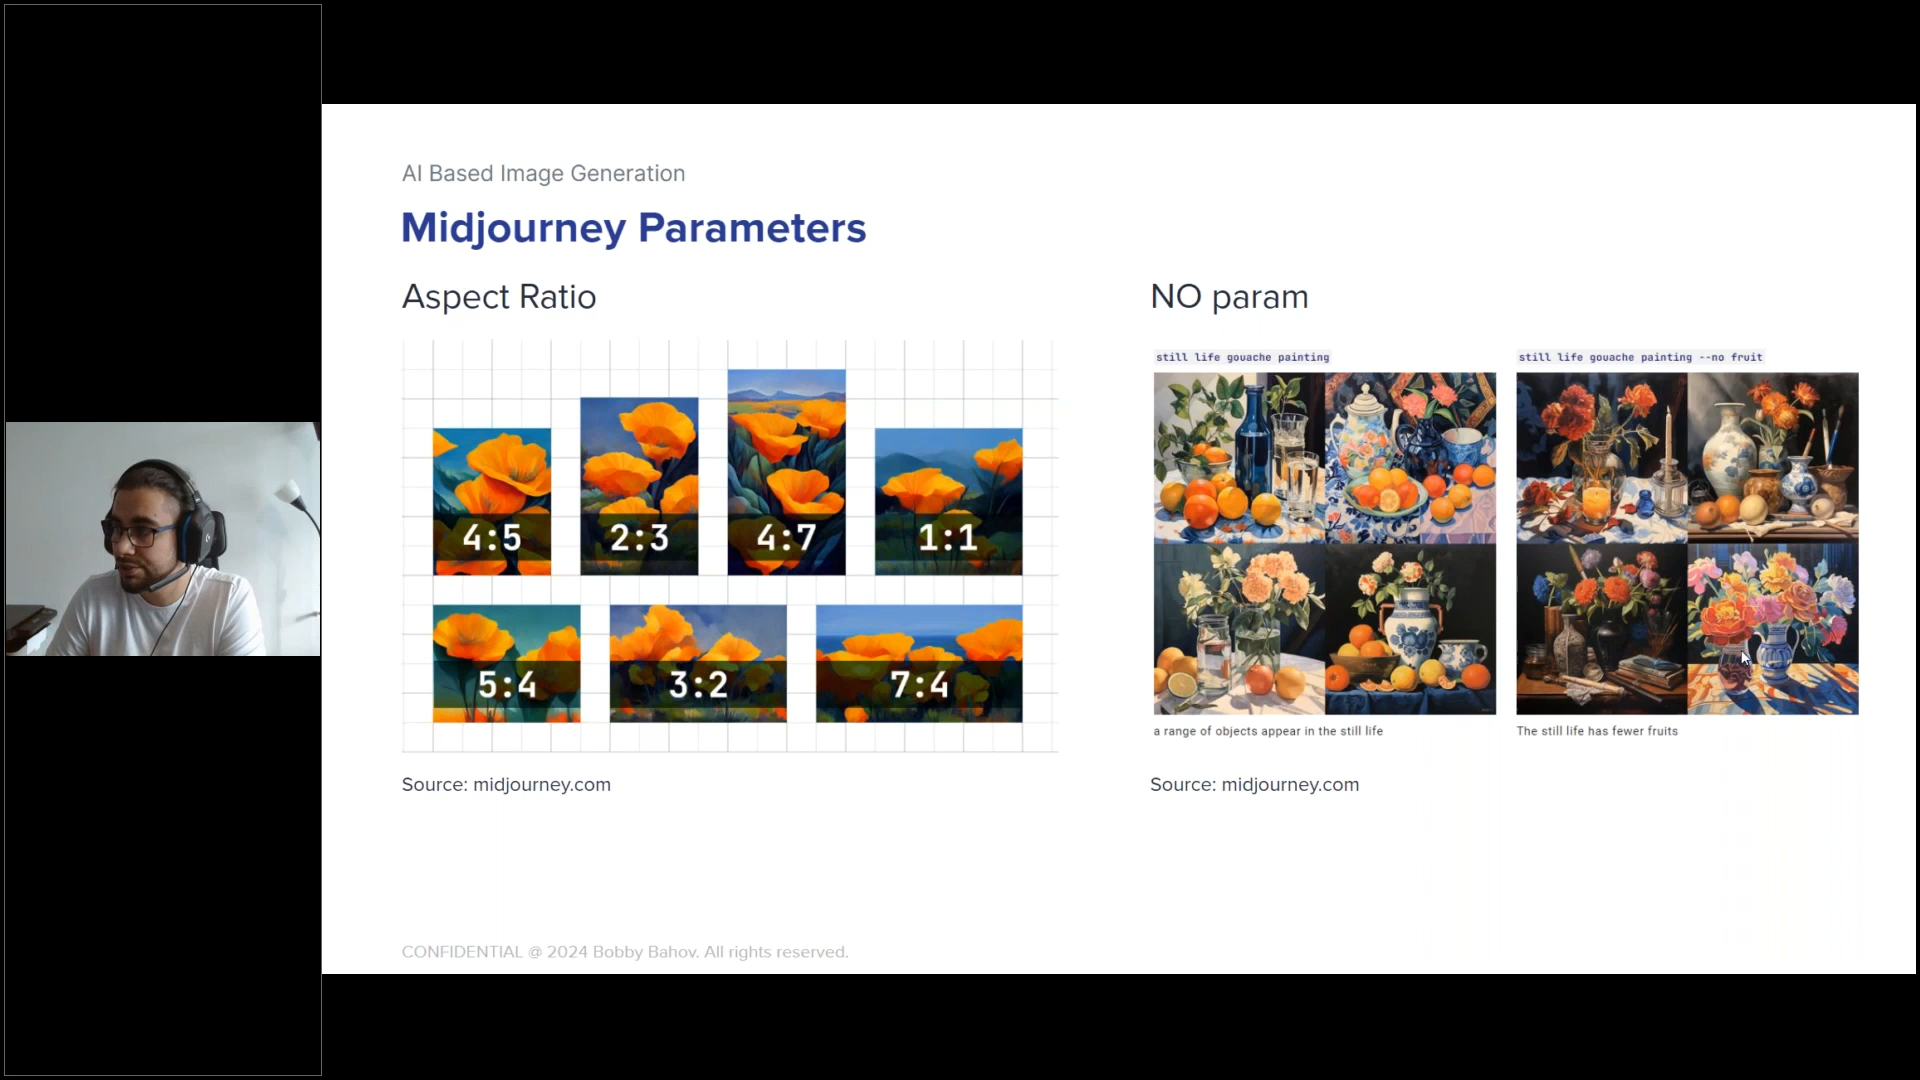 AI Based Image Generation
Midjourney Parameters
Aspect Ratio
4:5
2:3
4:7
1:1
5:4
3:2
7:4
Source: midjourney.com
NO param
still life gouache painting
still life gouache painting --no fruit
a range of objects appear in the still life
The still life has fewer fruits
Source: midjourney.com
CONFIDENTIAL @ 2024 Bobby Bahov. All rights reserved.